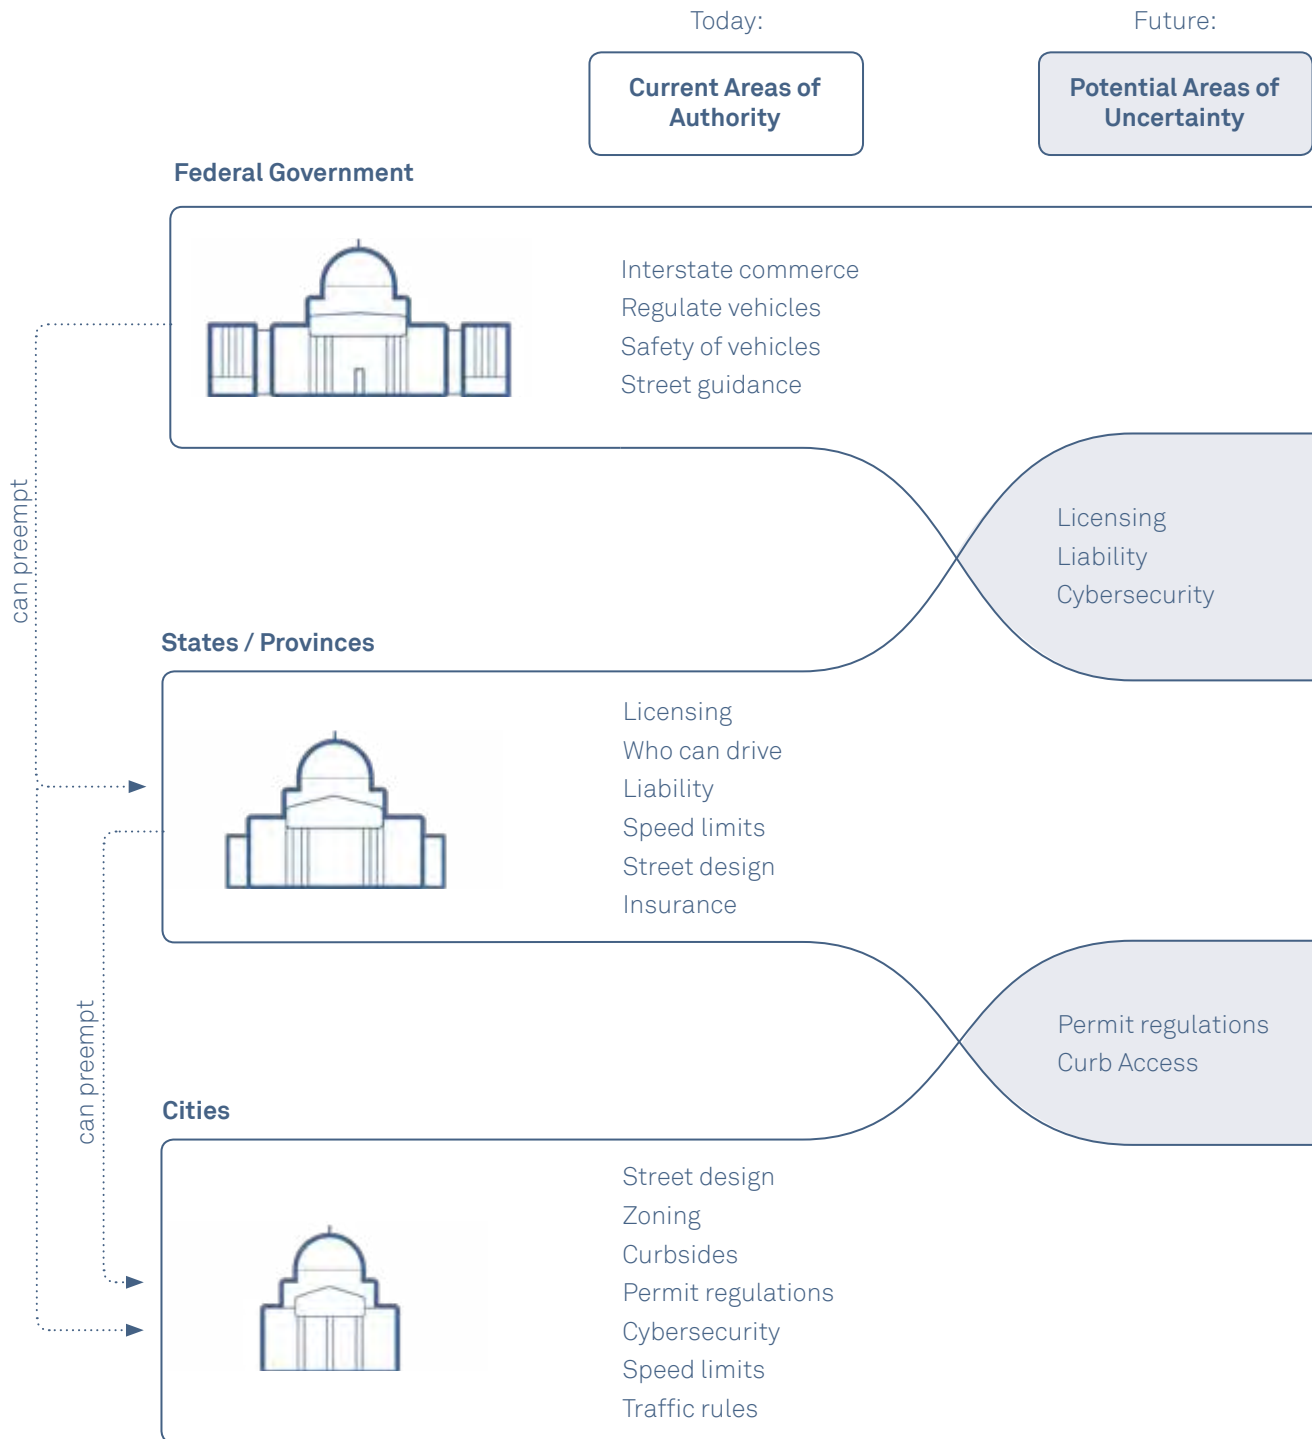 Today:
Future:
Current Areas of
Authority
Potential Areas of
Uncertainty
Federal Government
Interstate commerce
Regulate vehicles
Safety of vehicles
Street guidance
can preempt
Licensing
Liability
Cybersecurity
States / Provinces
Licensing
Who can drive
Liability
Speed limits
Street design
Insurance
can preempt
Permit regulations
Curb Access
Cities
Street design
Zoning
Curbsides
Permit regulations
Cybersecurity
Speed limits
Traffic rules